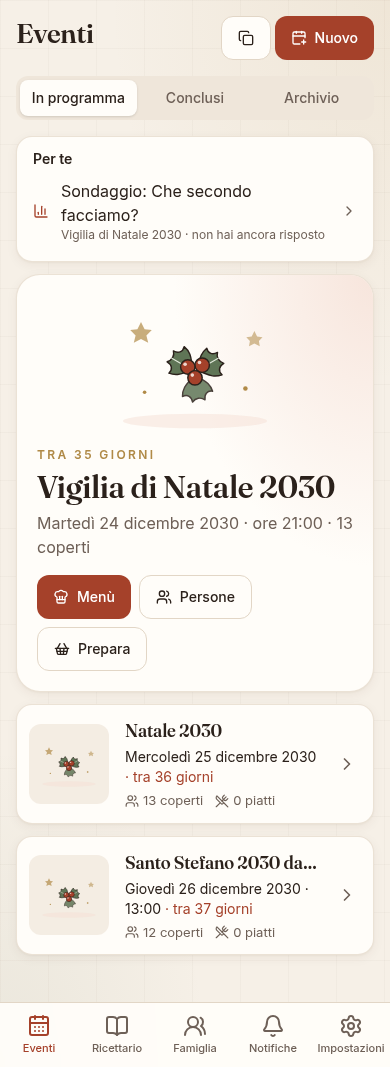 Eventi
Nuovo
In programma
Conclusi
Archivio
Per te
Sondaggio: Che secondo
facciamo?
Vigilia di Natale 2030 · non hai ancora risposto
TRA 35 GIORNI
Vigilia di Natale 2030
Martedì 24 dicembre 2030 · ore 21:00 · 13
coperti
Menù
Persone
Prepara
Natale 2030
Mercoledì 25 dicembre 2030
· tra 36 giorni
13 coperti 0 piatti
Santo Stefano 2030 da...
Giovedì 26 dicembre 2030 ·
13:00 · tra 37 giorni
12 coperti 0 piatti
Eventi
Ricettario
Famiglia
Notifiche
Impostazioni